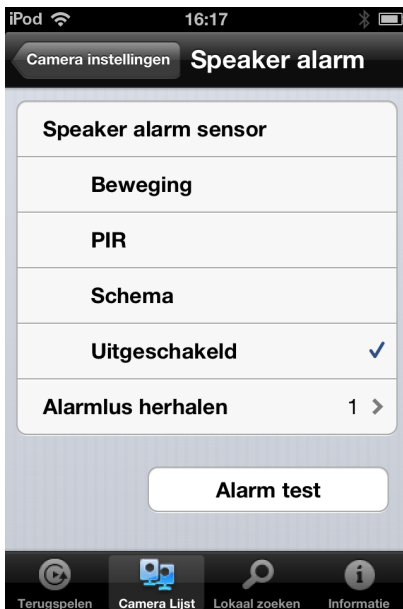 iPod 16:17
Camera instellingen Speaker alarm
Speaker alarm sensor
Beweging
PIR
Schema
Uitgeschakeld
Alarmlus herhalen 1
Alarm test
Terugspelen Camera Lijst Lokaal zoeken Informatie